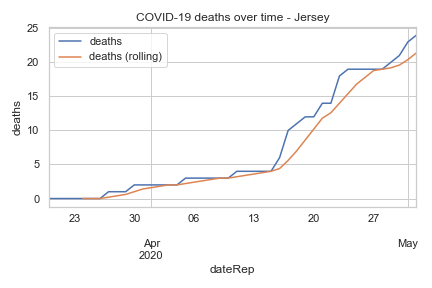 COVID-19 deaths over time - Jersey
deaths
deaths (rolling)
25
20
15
10
5
0
deaths
23 06 13 20 27
Apr May
2020
dateRep